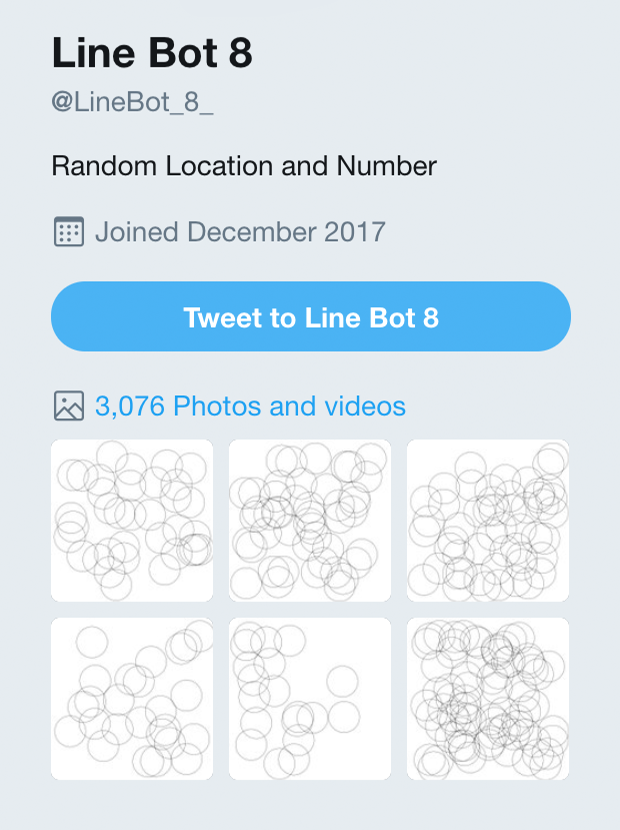 Line Bot 8
@LineBot_8_
Random Location and Number
Joined December 2017
Tweet to Line Bot 8
3,076 Photos and videos